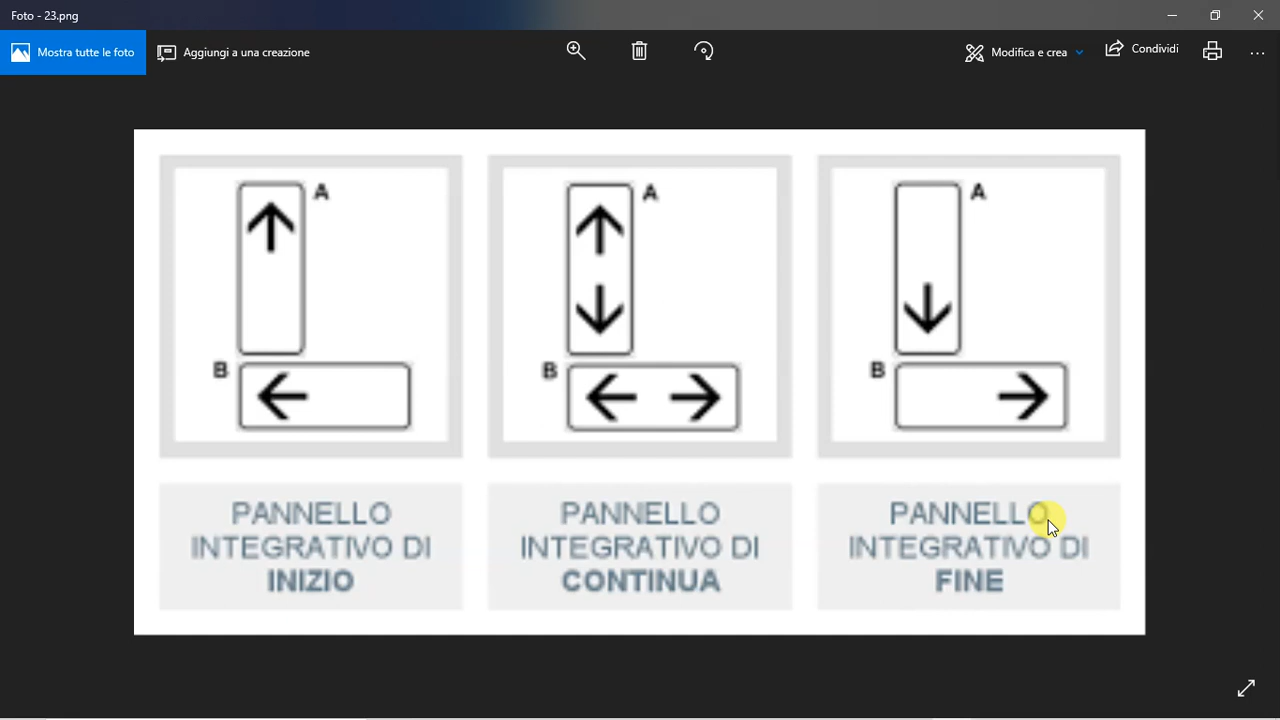 Foto - 23.png
Mostra tutte le foto
Aggiungi a una creazione
Modifica e crea
Condividi
A
B
A
B
A
B
PANNELLO
INTEGRATIVO DI
INIZIO
PANNELLO
INTEGRATIVO DI
CONTINUA
PANNELLO
INTEGRATIVO DI
FINE